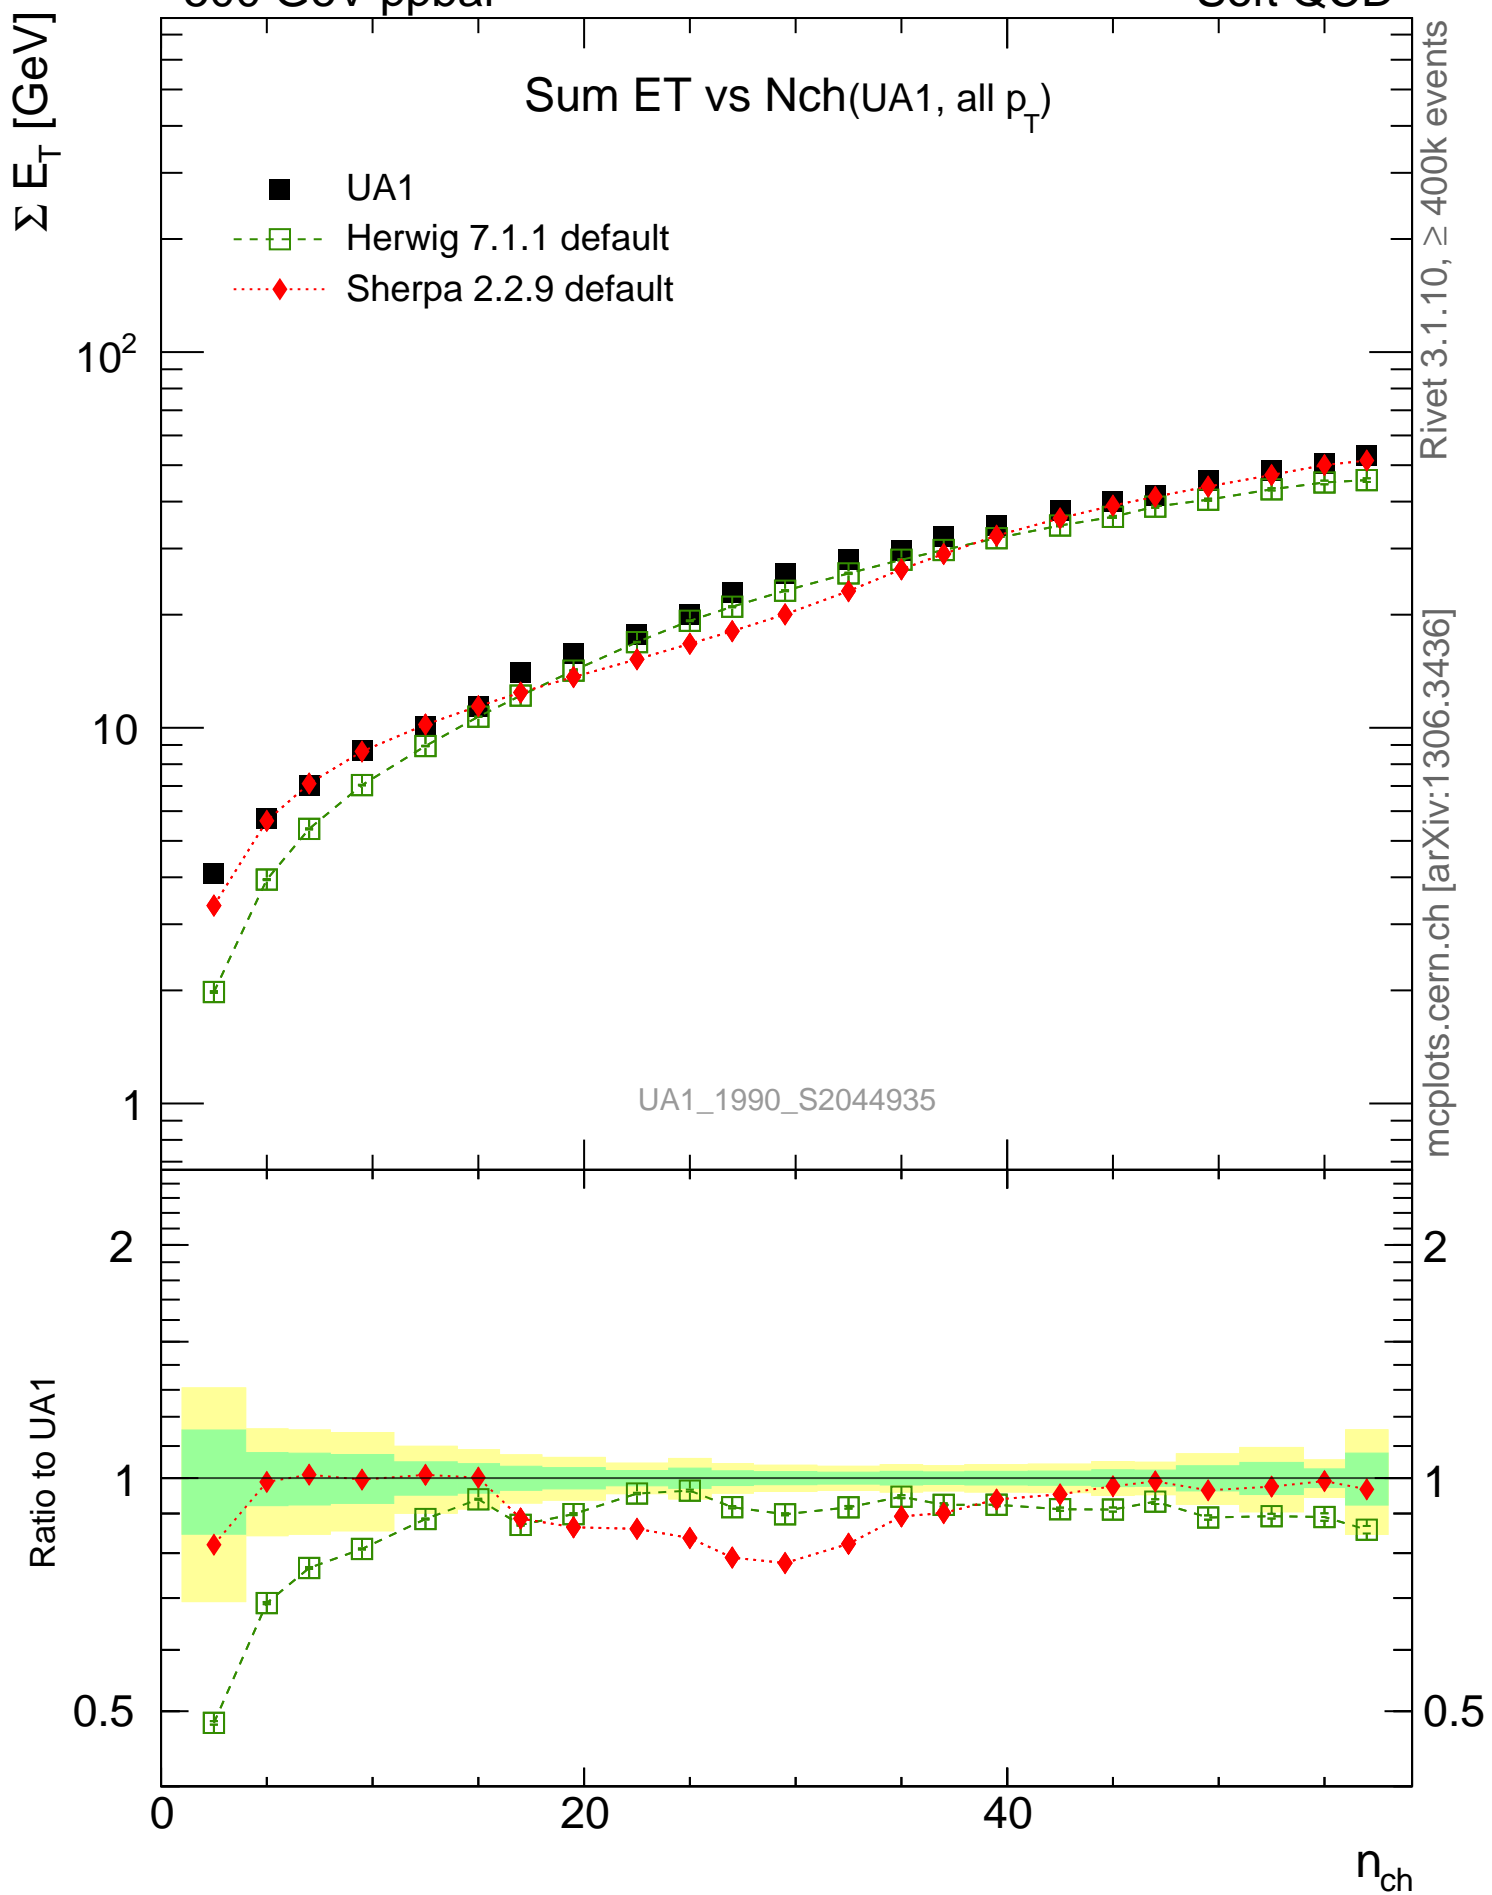 Σ E_T [GeV]
Sum ET vs Nch(UA1, all p_T)
UA1
Herwig 7.1.1 default
Sherpa 2.2.9 default
10²
10
1
UA1_1990_S2044935
Rivet 3.1.10, ≥ 400k events
mcplots.cern.ch [arXiv:1306.3436]
Ratio to UA1
2
1
0.5
2
1
0.5
0
20
40
n_ch